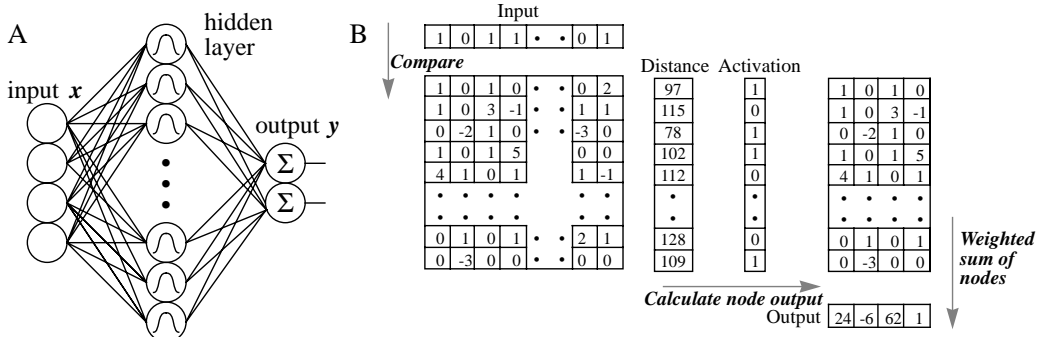 A
hidden
layer
input x
output y
Σ
Σ
B
Input
1 0 1 1 • • 0 1
Compare
Distance Activation
1 0 1 0 • • 0 2 97 1 1 0 1 0
1 0 3 -1 • • 1 1 115 0 1 0 3 -1
0 -2 1 0 • • -3 0 78 1 0 -2 1 0
1 0 1 5 0 0 102 1 1 0 1 5
4 1 0 1 1 -1 112 0 4 1 0 1
• • • • • • • • • • • •
• • • • • • • • • • • •
0 1 0 1 • • 2 1 128 0 0 1 0 1
0 -3 0 0 • • 0 0 109 1 0 -3 0 0
Weighted
sum of
nodes
Calculate node output
Output 24 -6 62 1